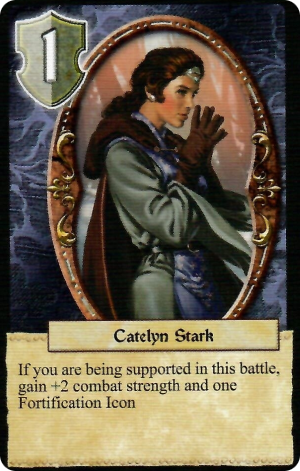 1
Catelyn Stark
If you are being supported in this battle,
gain +2 combat strength and one
Fortification Icon